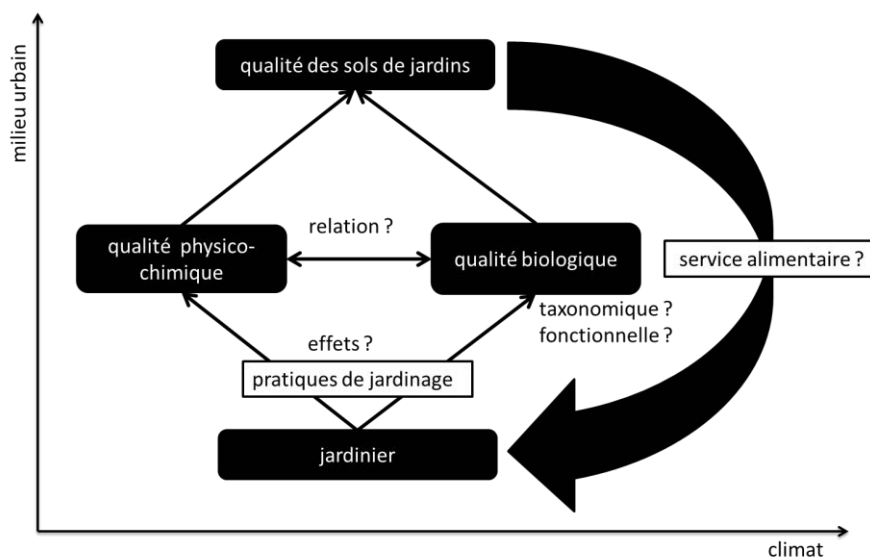 milieu urbain
qualité des sols de jardins
qualité physico-
chimique
relation ?
qualité biologique
service alimentaire ?
taxonomique ?
fonctionnelle ?
effets ?
pratiques de jardinage
jardinier
climat